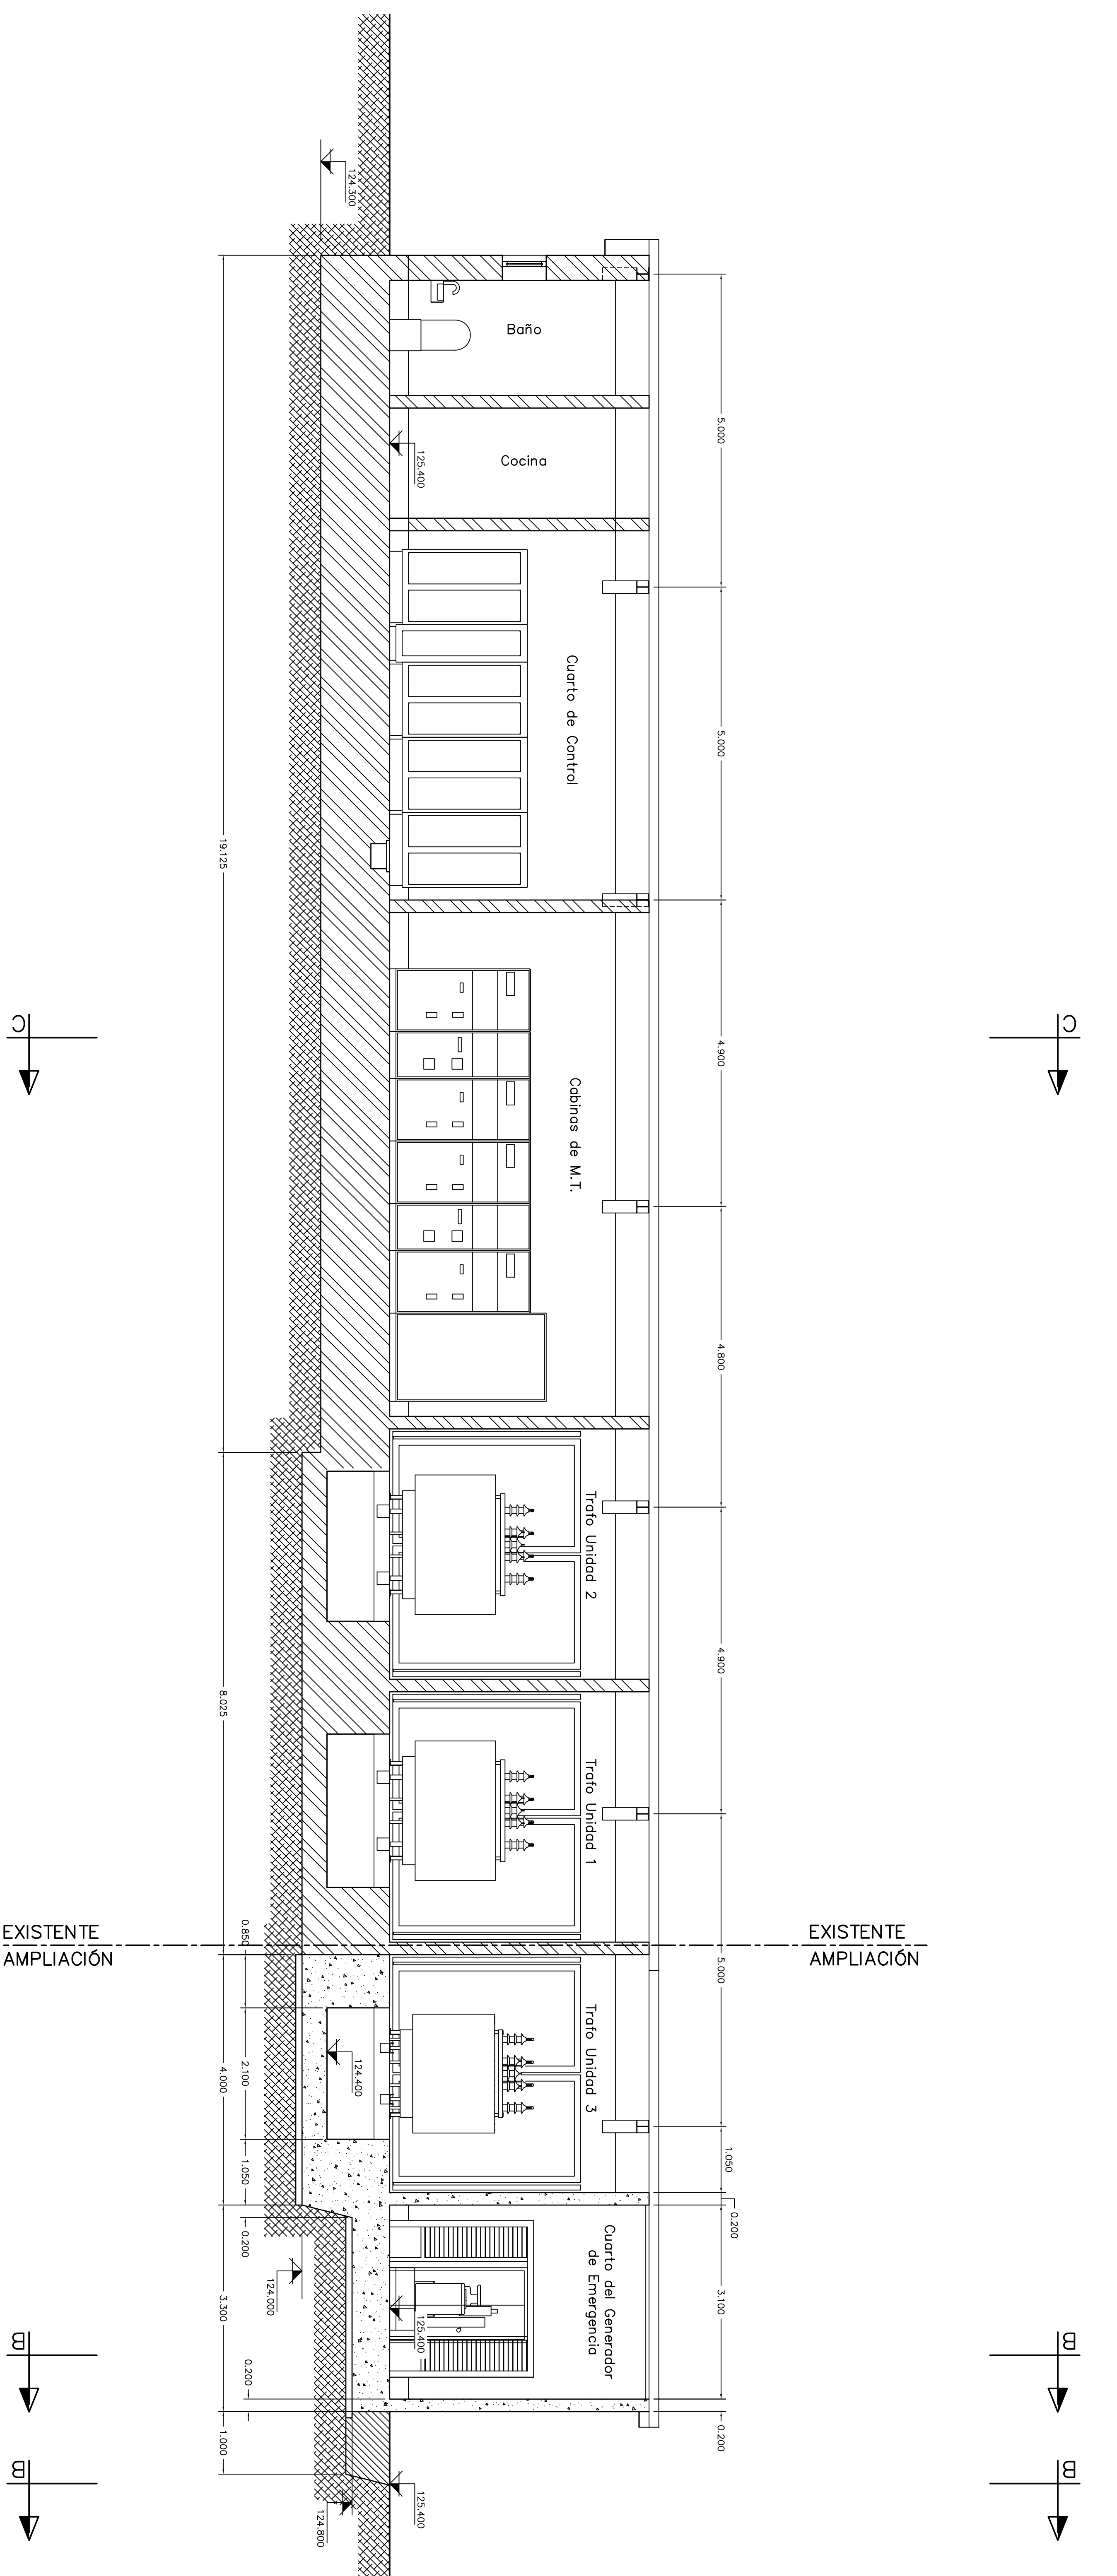 124.300
Baño
5.000
Cocina
125.400
Cuarto de Control
5.000
19.125
C
C
4.900
Cabinas de M.T.
4.800
Trafo Unidad 2
4.900
8.025
Trafo Unidad 1
EXISTENTE
AMPLIACIÓN
EXISTENTE
AMPLIACIÓN
0.850
5.000
Trafo Unidad 3
124.400
2.100
4.000
1.050
1.050
0.200
0.200
124.000
Cuarto del Generador
de Emergencia
125.400
3.300
3.100
B
B
0.200
0.200
1.000
B
B
125.400
124.800